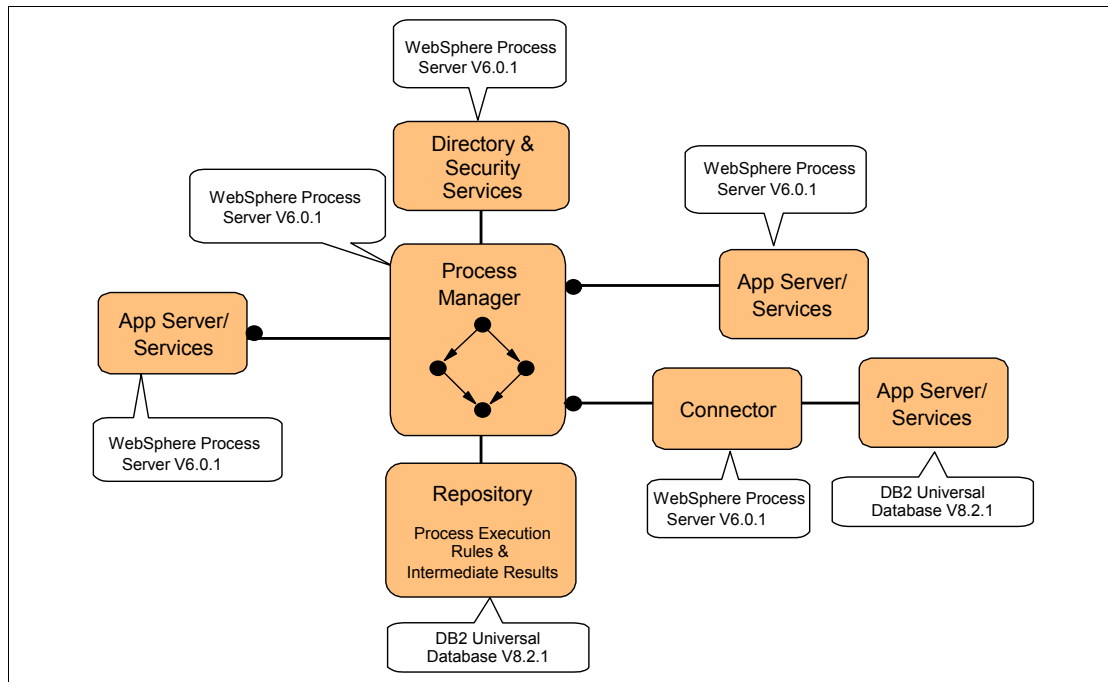 WebSphere Process
Server V6.0.1
Directory &
Security
Services
WebSphere Process
Server V6.0.1
WebSphere Process
Server V6.0.1
Process
Manager
App Server/
Services
App Server/
Services
WebSphere Process
Server V6.0.1
Connector
App Server/
Services
Repository
Process Execution
Rules &
Intermediate Results
WebSphere Process
Server V6.0.1
DB2 Universal
Database V8.2.1
DB2 Universal
Database V8.2.1